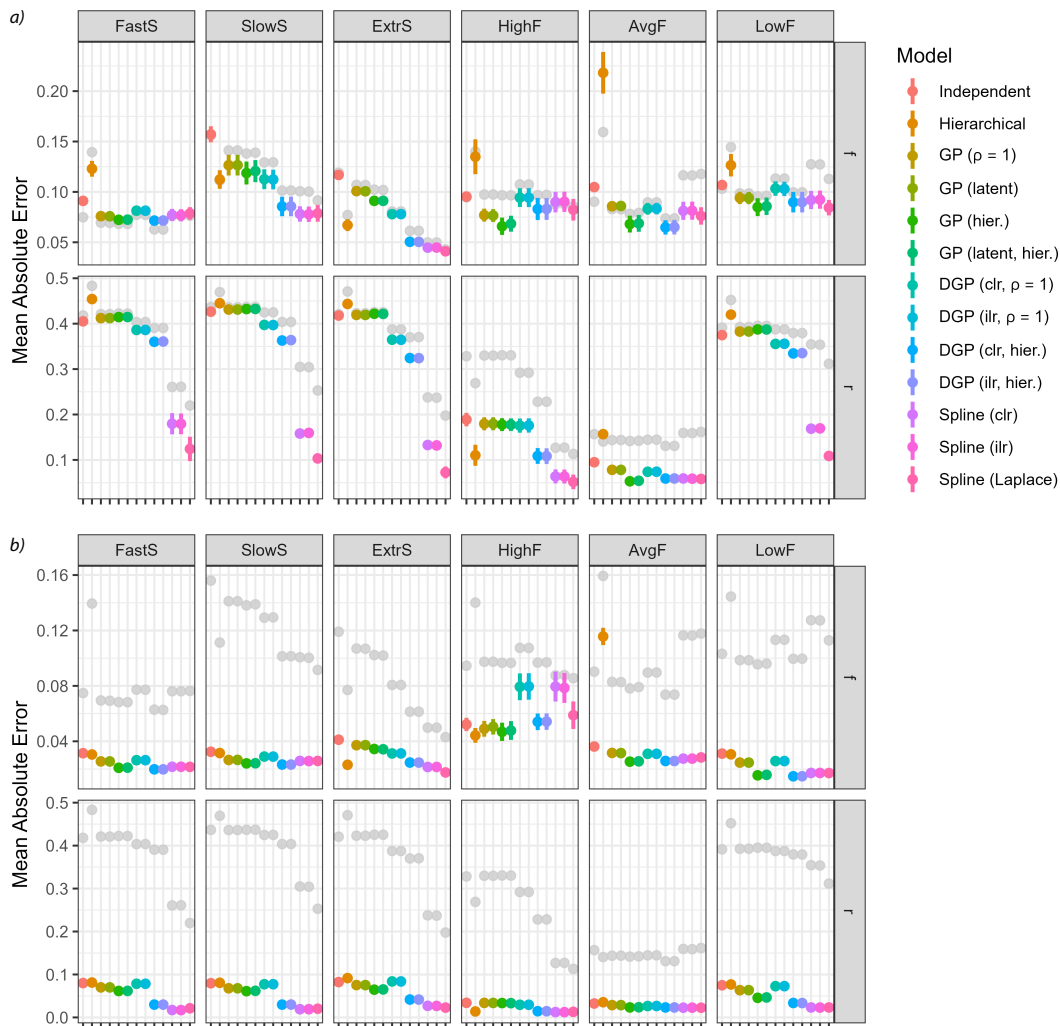 a)
FastS SlowS ExtrS HighF AvgF LowF
Mean Absolute Error
0.20
0.15
0.10
0.05
f
0.5
0.4
0.3
0.2
0.1
r
Model
Independent
Hierarchical
GP (ρ = 1)
GP (latent)
GP (hier.)
GP (latent, hier.)
DGP (clr, ρ = 1)
DGP (ilr, ρ = 1)
DGP (clr, hier.)
DGP (ilr, hier.)
Spline (clr)
Spline (ilr)
Spline (Laplace)
b)
FastS SlowS ExtrS HighF AvgF LowF
Mean Absolute Error
0.16
0.12
0.08
0.04
f
0.5
0.4
0.3
0.2
0.1
0.0
r